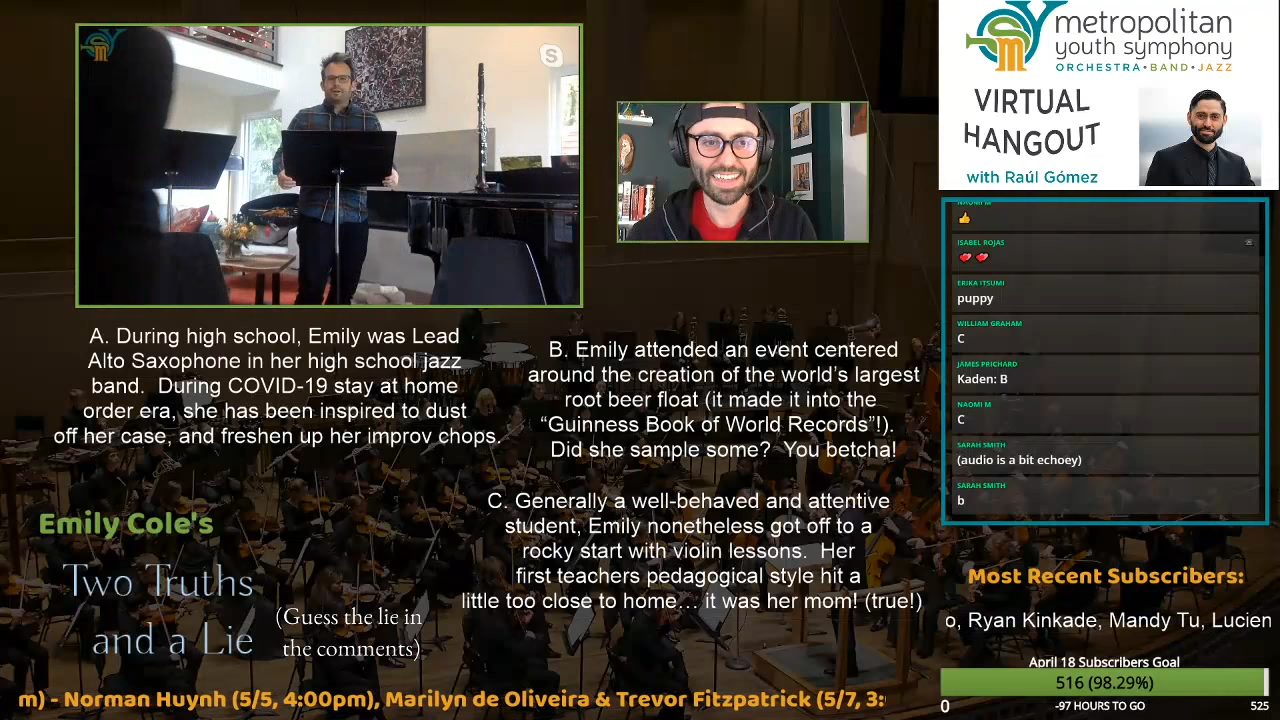 metropolitan
youth symphony
ORCHESTRA•BAND•JAZZ
VIRTUAL
HANGOUT
with Raúl Gómez
A. During high school, Emily was Lead
Alto Saxophone in her high school jazz
band. During COVID-19 stay at home
order era, she has been inspired to dust
off her case, and freshen up her improv chops.
B. Emily attended an event centered
around the creation of the world's largest
root beer float (it made it into the
“Guinness Book of World Records”!).
Did she sample some? You betcha!
C. Generally a well-behaved and attentive
student, Emily nonetheless got off to a
rocky start with violin lessons. Her
first teachers pedagogical style hit a
little too close to home... it was her mom! (true!)
Emily Cole's
Two Truths
and a Lie
(Guess the lie in
the comments)
NAOMI M
👍
ISABEL ROJAS
💕
ERIKA ITSUMI
puppy
WILLIAM GRAHAM
C
JAMES PRICHARD
Kaden: B
NAOMI M
C
SARAH SMITH
(audio is a bit echoey)
SARAH SMITH
b
Most Recent Subscribers:
o, Ryan Kinkade, Mandy Tu, Lucien
April 18 Subscribers Goal
516 (98.29%)
0
-97 HOURS TO GO
525
m) - Norman Huynh (5/5, 4:00pm), Marilyn de Oliveira & Trevor Fitzpatrick (5/7, 3: